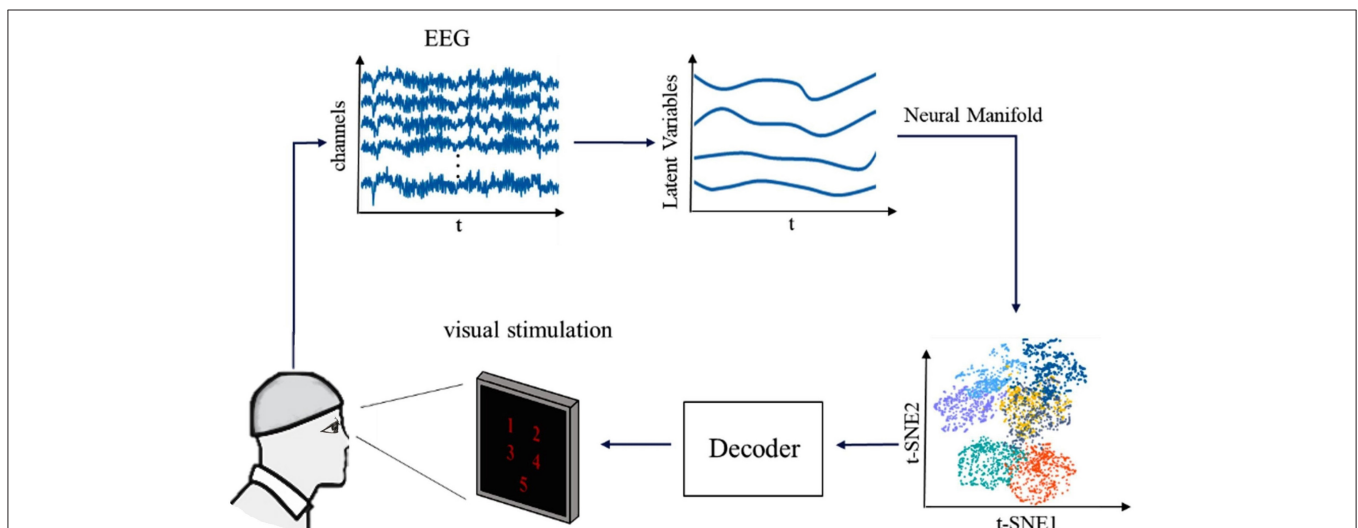 EEG
channels
t
Latent Variables
t
Neural Manifold
visual stimulation
1 2
3 4
5
Decoder
t-SNE2
t-SNE1